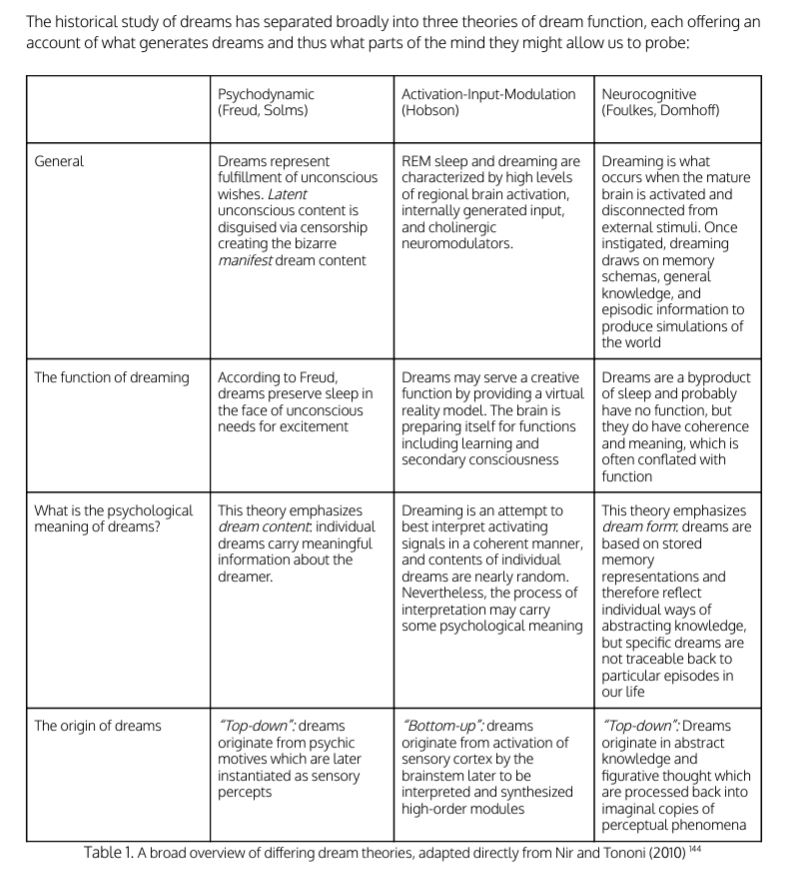 The historical study of dreams has separated broadly into three theories of dream function, each offering an
account of what generates dreams and thus what parts of the mind they might allow us to probe:
Psychodynamic
(Freud, Solms)
Activation-Input-Modulation
(Hobson)
Neurocognitive
(Foulkes, Domhoff)
General
Dreams represent
fulfillment of unconscious
wishes. Latent
unconscious content is
disguised via censorship
creating the bizarre
manifest dream content
REM sleep and dreaming are
characterized by high levels
of regional brain activation,
internally generated input,
and cholinergic
neuromodulators.
Dreaming is what
occurs when the mature
brain is activated and
disconnected from
external stimuli. Once
instigated, dreaming
draws on memory
schemas, general
knowledge, and
episodic information to
produce simulations of
the world
The function of dreaming
According to Freud,
dreams preserve sleep in
the face of unconscious
needs for excitement
Dreams may serve a creative
function by providing a virtual
reality model. The brain is
preparing itself for functions
including learning and
secondary consciousness
Dreams are a byproduct
of sleep and probably
have no function, but
they do have coherence
and meaning, which is
often conflated with
function
What is the psychological
meaning of dreams?
This theory emphasizes
dream content: individual
dreams carry meaningful
information about the
dreamer.
Dreaming is an attempt to
best interpret activating
signals in a coherent manner,
and contents of individual
dreams are nearly random.
Nevertheless, the process of
interpretation may carry
some psychological meaning
This theory emphasizes
dream form: dreams are
based on stored
memory
representations and
therefore reflect
individual ways of
abstracting knowledge,
but specific dreams are
not traceable back to
particular episodes in
our life
The origin of dreams
"Top-down": dreams
originate from psychic
motives which are later
instantiated as sensory
percepts
"Bottom-up": dreams
originate from activation of
sensory cortex by the
brainstem later to be
interpreted and synthesized
high-order modules
"Top-down": Dreams
originate in abstract
knowledge and
figurative thought which
are processed back into
imaginal copies of
perceptual phenomena
Table 1. A broad overview of differing dream theories, adapted directly from Nir and Tononi (2010) 144